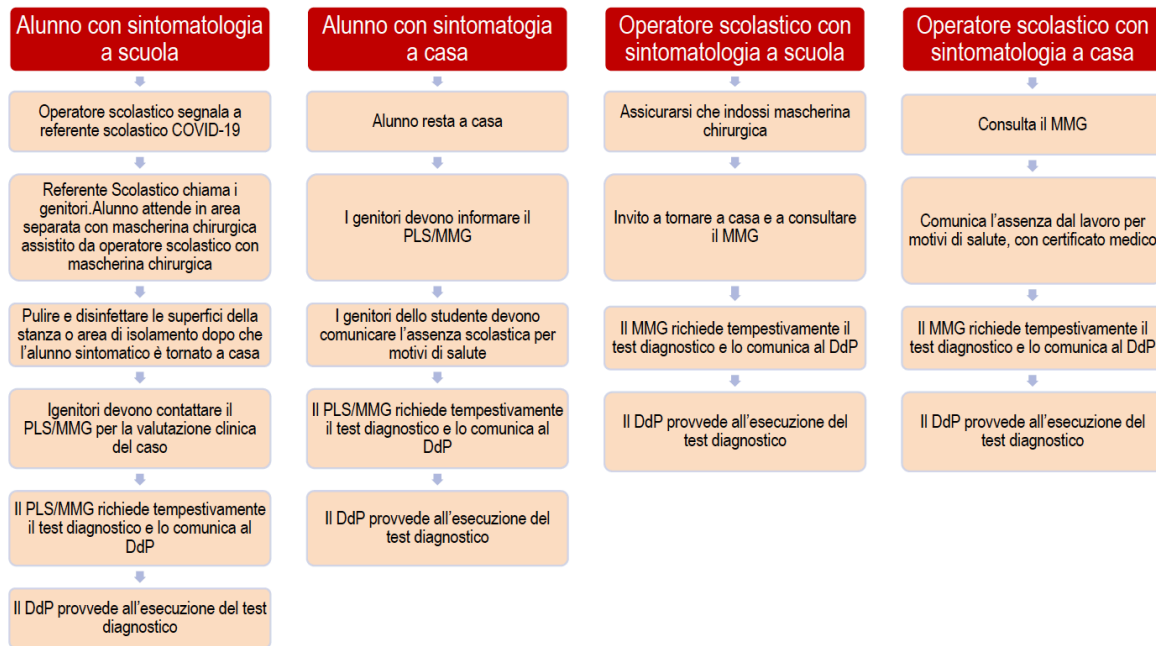 Alunno con sintomatologia
a scuola
Operatore scolastico segnala a
referente scolastico COVID-19
Referente Scolastico chiama i
genitori.Alunno attende in area
separata con mascherina chirurgica
assistito da operatore scolastico con
mascherina chirurgica
Pulire e disinfettare le superfici della
stanza o area di isolamento dopo che
l'alunno sintomatico è tornato a casa
Igenitori devono contattare il
PLS/MMG per la valutazione clinica
del caso
Il PLS/MMG richiede tempestivamente
il test diagnostico e lo comunica al
DdP
Il DdP provvede all'esecuzione del test
diagnostico
Alunno con sintomatogia
a casa
Alunno resta a casa
I genitori devono informare il
PLS/MMG
I genitori dello studente devono
comunicare l'assenza scolastica per
motivi di salute
Il PLS/MMG richiede tempestivamente
il test diagnostico e lo comunica al
DdP
Il DdP provvede all'esecuzione del
test diagnostico
Operatore scolastico con
sintomatologia a scuola
Assicurarsi che indossi mascherina
chirurgica
Invito a tornare a casa e a consultare
il MMG
Il MMG richiede tempestivamente il
test diagnostico e lo comunica al DdP
Il DdP provvede all'esecuzione del
test diagnostico
Operatore scolastico con
sintomatologia a casa
Consulta il MMG
Comunica l'assenza dal lavoro per
motivi di salute, con certificato medico
Il MMG richiede tempestivamente il
test diagnostico e lo comunica al DdP
Il DdP provvede all'esecuzione del
test diagnostico